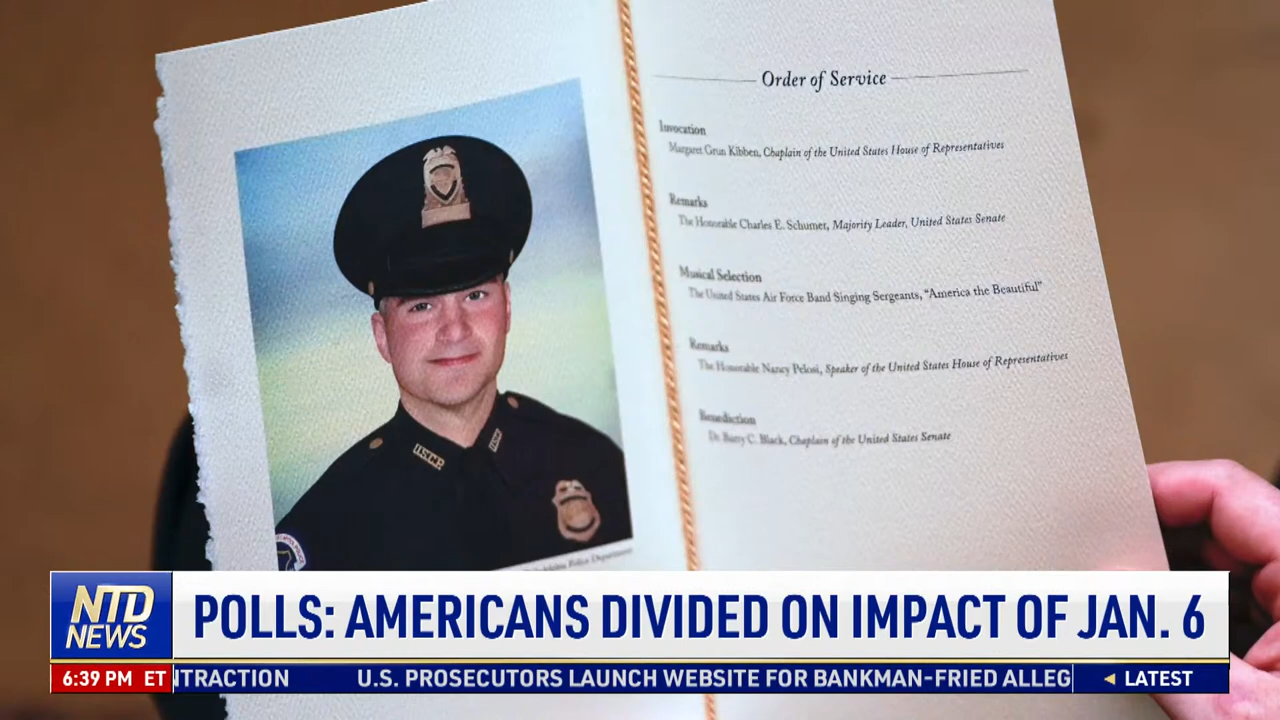 Order of Service
Invocation
Margaret Grun Kibben, Chaplain of the United States House of Representatives
Remarks
The Honorable Charles E. Schumer, Majority Leader, United States Senate
Musical Selection
The United States Air Force Band Singing Sergeants, “America the Beautiful”
Remarks
The Honorable Nancy Pelosi, Speaker of the United States House of Representatives
Benediction
Dr. Barry C. Black, Chaplain of the United States Senate
U.S.C.P.
Police Department
NTD
NEWS
POLLS: AMERICANS DIVIDED ON IMPACT OF JAN. 6
6:39 PM ET
NTRACTION U.S. PROSECUTORS LAUNCH WEBSITE FOR BANKMAN-FRIED ALLEG
◄ LATEST